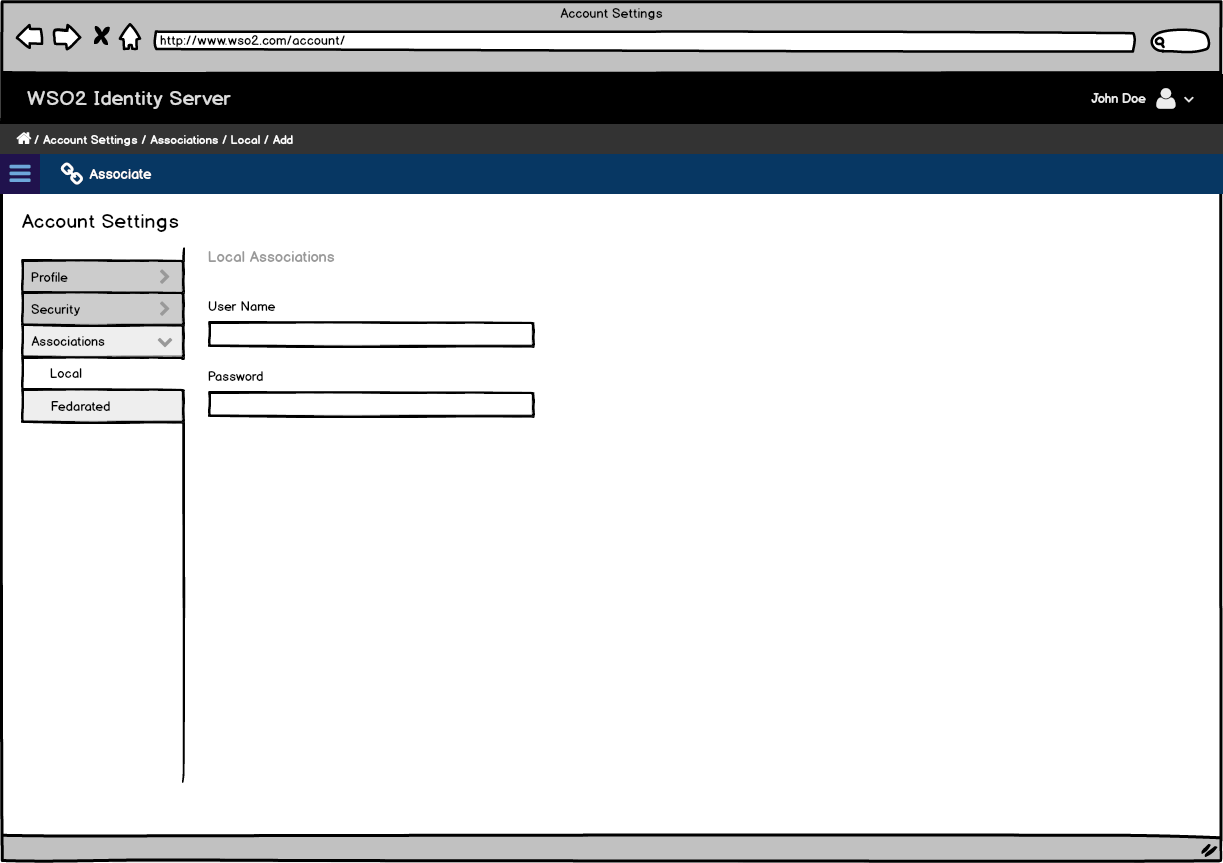 Account Settings
http://www.wso2.com/account/
WSO2 Identity Server
John Doe
/ Account Settings / Associations / Local / Add
Associate
Account Settings
Local Associations
Profile
Security
Associations
Local
Fedarated
User Name
Password